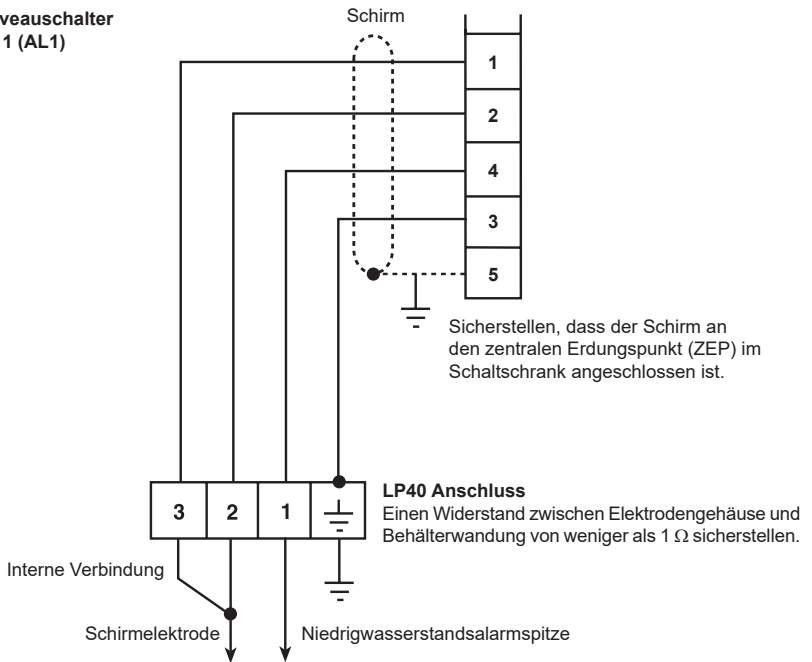 veauschalter
1 (AL1)
Schirm
1
2
4
3
5
Sicherstellen, dass der Schirm an
den zentralen Erdungspunkt (ZEP) im
Schaltschrank angeschlossen ist.
3 2 1
LP40 Anschluss
Einen Widerstand zwischen Elektrodengehäuse und
Behälterwandung von weniger als 1 Ω sicherstellen.
Interne Verbindung
Schirmelektrode
Niedrigwasserstandsalarmspitze